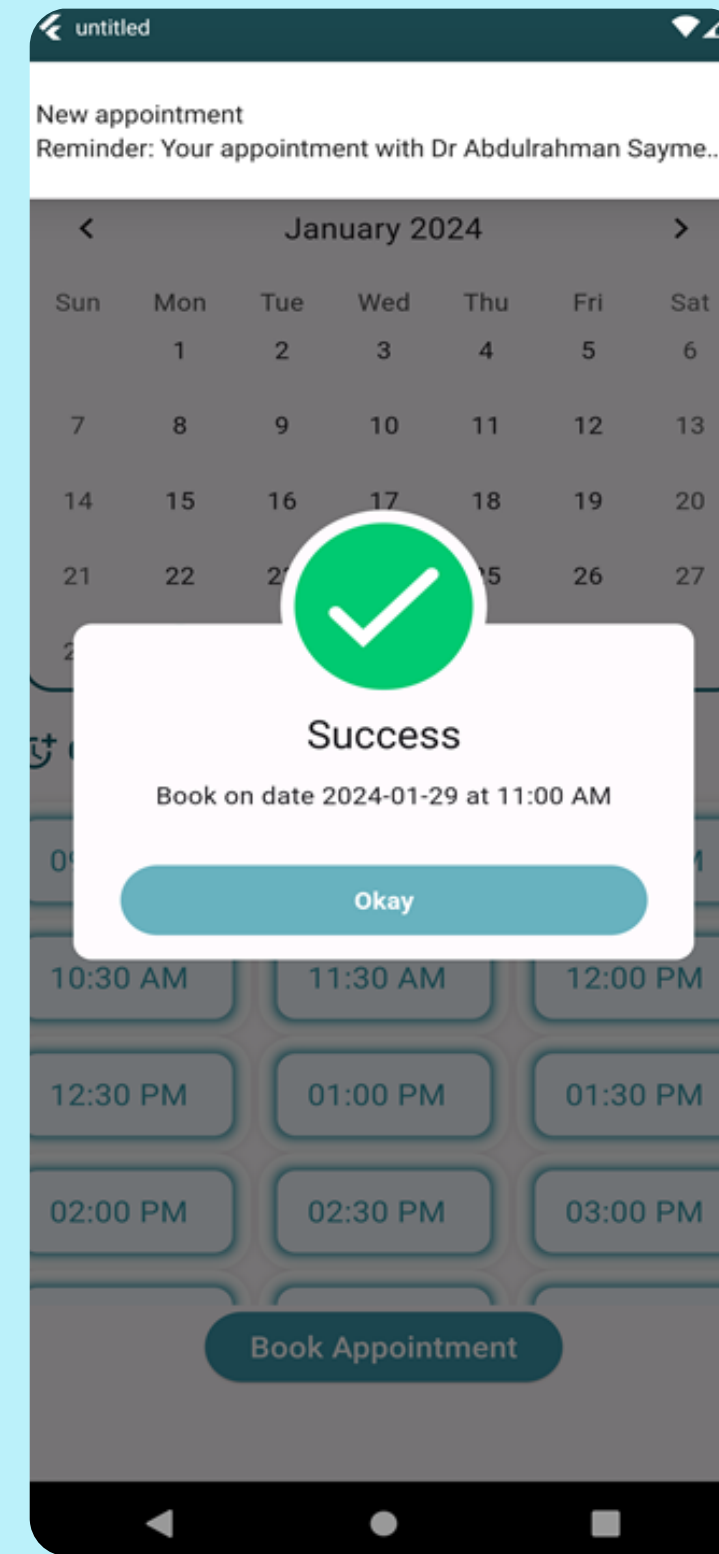 untitled
New appointment
Reminder: Your appointment with Dr Abdulrahman Sayme..
January 2024
Sun Mon Tue Wed Thu Fri Sat
1 2 3 4 5 6
7 8 9 10 11 12 13
14 15 16 17 18 19 20
21 22 26 27
Success
Book on date 2024-01-29 at 11:00 AM
Okay
10:30 AM 11:30 AM 12:00 PM
12:30 PM 01:00 PM 01:30 PM
02:00 PM 02:30 PM 03:00 PM
Book Appointment